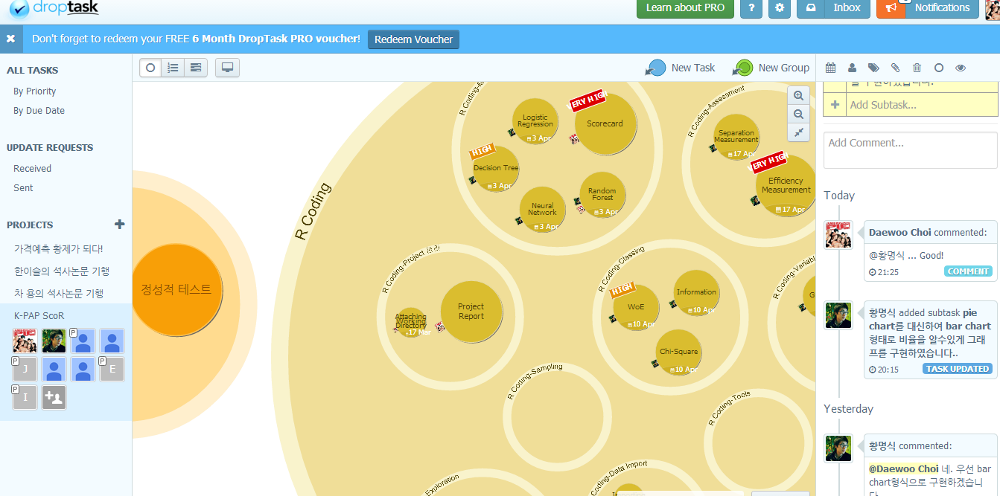 droptask
Learn about PRO
?
Inbox
Notifications
Don't forget to redeem your FREE 6 Month DropTask PRO voucher!
Redeem Voucher
ALL TASKS
By Priority
By Due Date
UPDATE REQUESTS
Received
Sent
PROJECTS
가격예측 황제가 되다!
한이슬의 석사논문 기행
차 용의 석사논문 기행
K-PAP ScoR
P
P
J
P
E
P
I
New Task
New Group
정성적 테스트
R Coding
Logistic
Regression
3 Apr
VERY HIGH
Scorecard
HIGH
Decision Tree
3 Apr
Neural
Network
3 Apr
Random
Forest
3 Apr
R Coding-Assessment
Separation
Measurement
17 Apr
VERY HIGH
Efficiency
Measurement
17 Apr
R Coding-Project 관리
Attaching
Working
Directory
17 Mar
Project
Report
R Coding-Classing
HIGH
WoE
10 Apr
Information
10 Apr
Chi-Square
10 Apr
R Coding-Variabl
G
R Coding-Sampling
R Coding-Tools
Exploration
R Coding-Data Import
Add Subtask...
Add Comment...
Today
Daewoo Choi commented:
@황명식 ... Good!
21:25
COMMENT
황명식 added subtask pie
chart를 대신하여 bar chart
형태로 비율을 알수있게 그래
프를 구현하였습니다..
20:15
TASK UPDATED
Yesterday
황명식 commented:
@Daewoo Choi 네. 우선 bar
chart형식으로 구현하겠습니